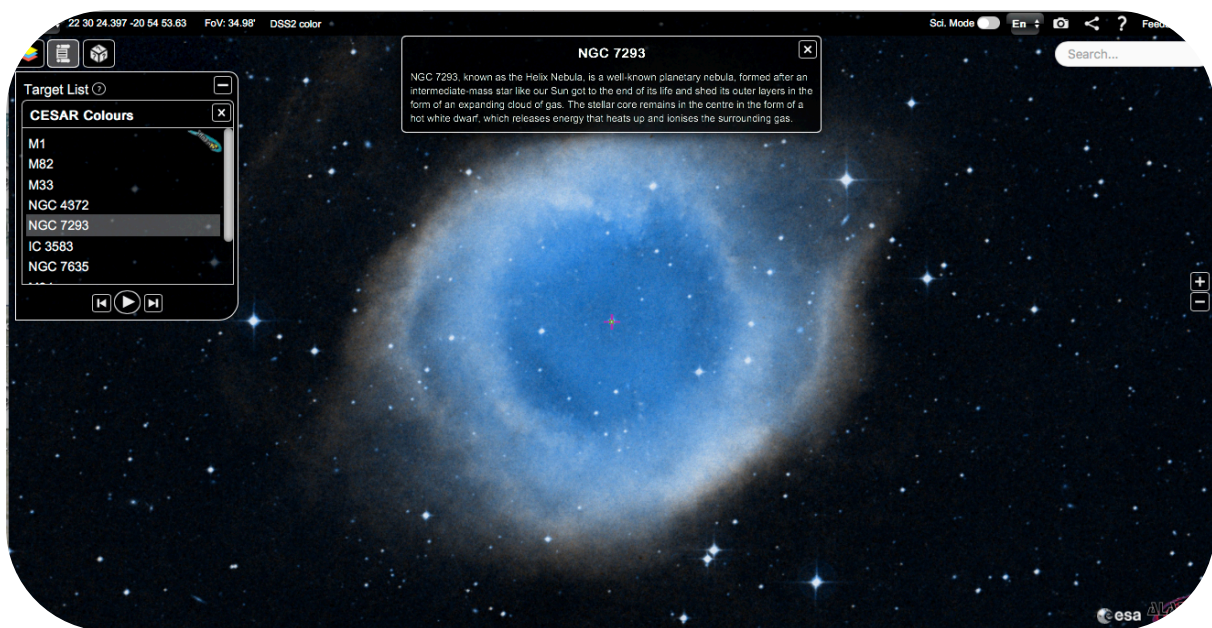 22 30 24.397 -20 54 53.63 FoV: 34.98' DSS2 color Sci. Mode En ?
Search...
Target List ?
CESAR Colours
M1
M82
M33
NGC 4372
NGC 7293
IC 3583
NGC 7635
NGC 7293
NGC 7293, known as the Helix Nebula, is a well-known planetary nebula, formed after an
intermediate-mass star like our Sun got to the end of its life and shed its outer layers in the
form of an expanding cloud of gas. The stellar core remains in the centre in the form of a
hot white dwarf, which releases energy that heats up and ionises the surrounding gas.
esa